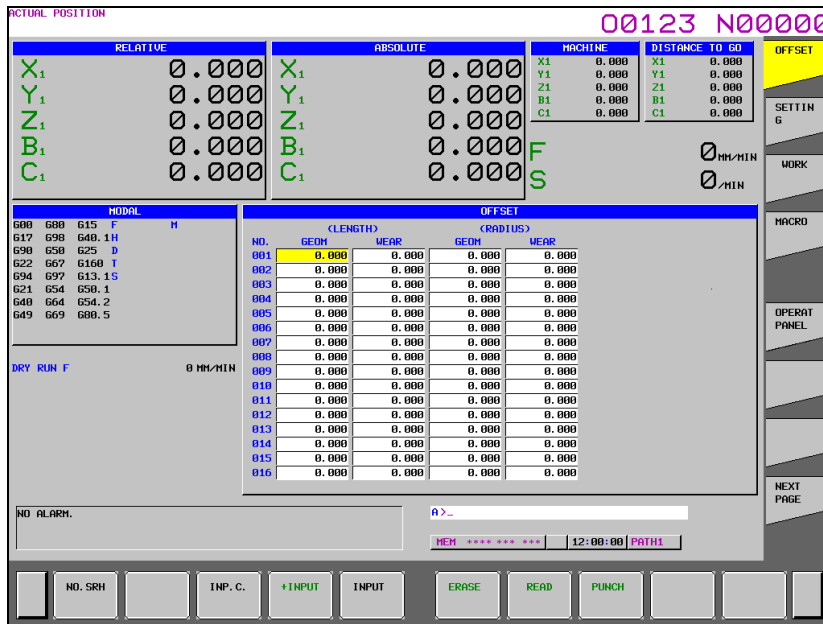 ACTUAL POSITION
O0123 N00000
RELATIVE
X1 0.000
Y1 0.000
Z1 0.000
B1 0.000
C1 0.000
ABSOLUTE
X1 0.000
Y1 0.000
Z1 0.000
B1 0.000
C1 0.000
MACHINE
X1 0.000
Y1 0.000
Z1 0.000
B1 0.000
C1 0.000
DISTANCE TO GO
X1 0.000
Y1 0.000
Z1 0.000
B1 0.000
C1 0.000
F 0 MM/MIN
S 0 /MIN
MODAL
G00 G80 G15 F M
G17 G98 G40.1 H
G90 G50 G25 D
G22 G67 G160 T
G94 G97 G13.1 S
G21 G54 G50.1
G40 G64 G54.2
G49 G69 G80.5
DRY RUN F 0 MM/MIN
OFFSET
(LENGTH) (RADIUS)
NO. GEOM WEAR GEOM WEAR
001 0.000 0.000 0.000 0.000
002 0.000 0.000 0.000 0.000
003 0.000 0.000 0.000 0.000
004 0.000 0.000 0.000 0.000
005 0.000 0.000 0.000 0.000
006 0.000 0.000 0.000 0.000
007 0.000 0.000 0.000 0.000
008 0.000 0.000 0.000 0.000
009 0.000 0.000 0.000 0.000
010 0.000 0.000 0.000 0.000
011 0.000 0.000 0.000 0.000
012 0.000 0.000 0.000 0.000
013 0.000 0.000 0.000 0.000
014 0.000 0.000 0.000 0.000
015 0.000 0.000 0.000 0.000
016 0.000 0.000 0.000 0.000
OFFSET
SETTIN
G
WORK
MACRO
OPERAT
PANEL
NEXT
PAGE
NO ALARM.
A>_
MEM **** *** *** 12:00:00 PATH1
NO.SRH INP.C. +INPUT INPUT ERASE READ PUNCH